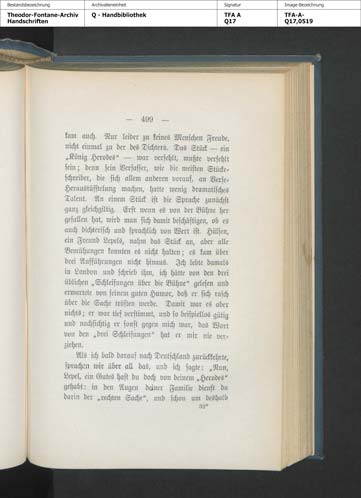 Bestandsbezeichnung
Theodor-Fontane-Archiv
Handschriften
Archivalieneinheit
Q - Handbibliothek
Signatur
TFA A
Q17
Image Bezeichnung
TFA-A-
Q17,0519
— 499 —
kam auch. Nur leider zu keines Menschen Freude,
nicht einmal zu der des Dichters. Das Stück — ein
„König Herodes“ — war verfehlt, mußte verfehlt
sein; denn sein Verfasser, wie die meisten Stücke-
schreiber, die sich allem anderen vorauf, an Vers-
Heraustüftelung machen, hatte wenig dramatisches
Talent. An einem Stück ist die Sprache zunächst
ganz gleichgiltig. Erst wenn es von der Bühne her
gefallen hat, wird man sich damit beschäftigen, ob es
auch dichterisch und sprachlich von Wert ist. Hülsen,
ein Freund Lepels, nahm das Stück an, aber alle
Bemühungen konnten es nicht halten; es kam über
drei Aufführungen nicht hinaus. Ich lebte damals
in London und schrieb ihm, ich hätte von den drei
üblichen „Schleifungen über die Bühne“ gelesen und
erwartete von seinem guten Humor, daß er sich rasch
über die Sache trösten werde. Damit war es aber
nichts; er war tief verstimmt, und so beispiellos gütig
und nachsichtig er sonst gegen mich war, das Wort
von den „drei Schleifungen“ hat er mir nie ver-
ziehen.
Als ich bald darauf nach Deutschland zurückkehrte,
sprachen wir über all das, und ich sagte: „Nun,
Lepel, ein Gutes hast du doch von deinem „Herodes“
gehabt: in den Augen deiner Familie dienst du
darin der „rechten Sache“, und schon um deshalb
32*